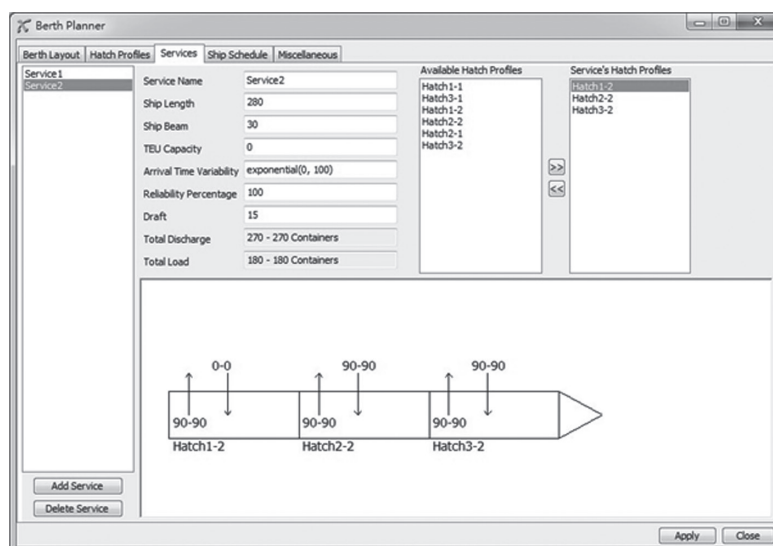 Berth Planner
Berth Layout Hatch Profiles Services Ship Schedule Miscellaneous
Service1
Service2
Service Name Service2
Ship Length 280
Ship Beam 30
TEU Capacity 0
Arrival Time Variability exponential(0, 100)
Reliability Percentage 100
Draft 15
Total Discharge 270 - 270 Containers
Total Load 180 - 180 Containers
Available Hatch Profiles
Hatch1-1
Hatch3-1
Hatch1-2
Hatch2-2
Hatch2-1
Hatch3-2
>>
<<
Service's Hatch Profiles
Hatch1-2
Hatch2-2
Hatch3-2
0-0 90-90 90-90
90-90 90-90 90-90
Hatch1-2 Hatch2-2 Hatch3-2
Add Service
Delete Service
Apply Close